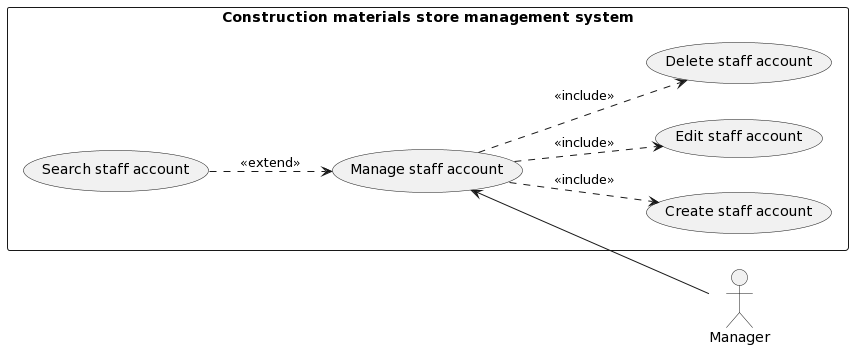 Construction materials store management system
Delete staff account
«include»
Edit staff account
«include»
Search staff account
«extend»
Manage staff account
«include»
Create staff account
Manager